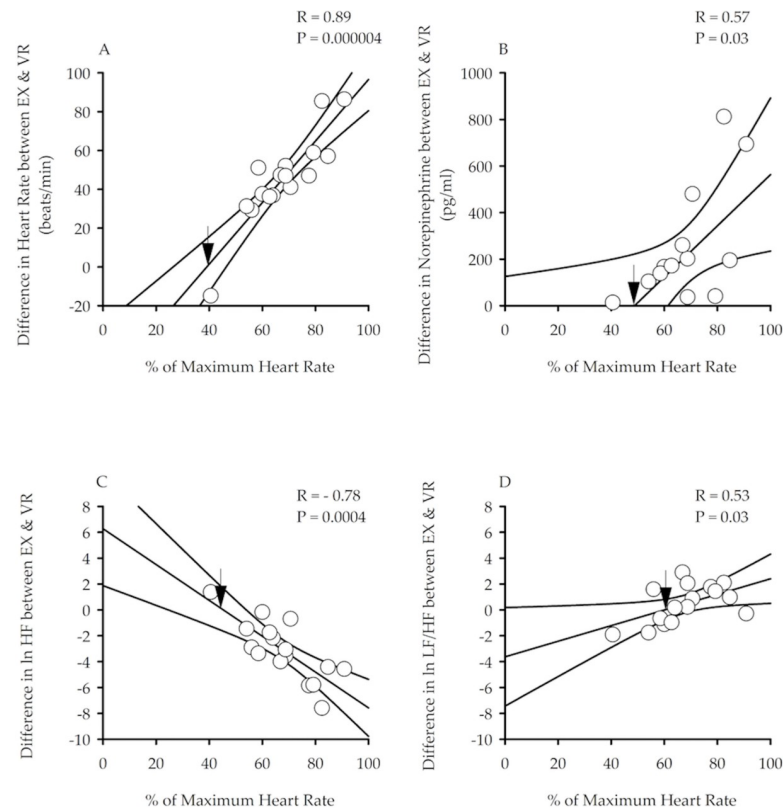 A
R = 0.89
P = 0.000004
Difference in Heart Rate between EX & VR
(beats/min)
100
80
60
40
20
0
-20
0 20 40 60 80 100
% of Maximum Heart Rate
B
R = 0.57
P = 0.03
Difference in Norepinephrine between EX & VR
(pg/ml)
1000
800
600
400
200
0
0 20 40 60 80 100
% of Maximum Heart Rate
C
R = - 0.78
P = 0.0004
Difference in ln HF between EX & VR
8
6
4
2
0
-2
-4
-6
-8
-10
0 20 40 60 80 100
% of Maximum Heart Rate
D
R = 0.53
P = 0.03
Difference in ln LF/HF between EX & VR
8
6
4
2
0
-2
-4
-6
-8
-10
0 20 40 60 80 100
% of Maximum Heart Rate